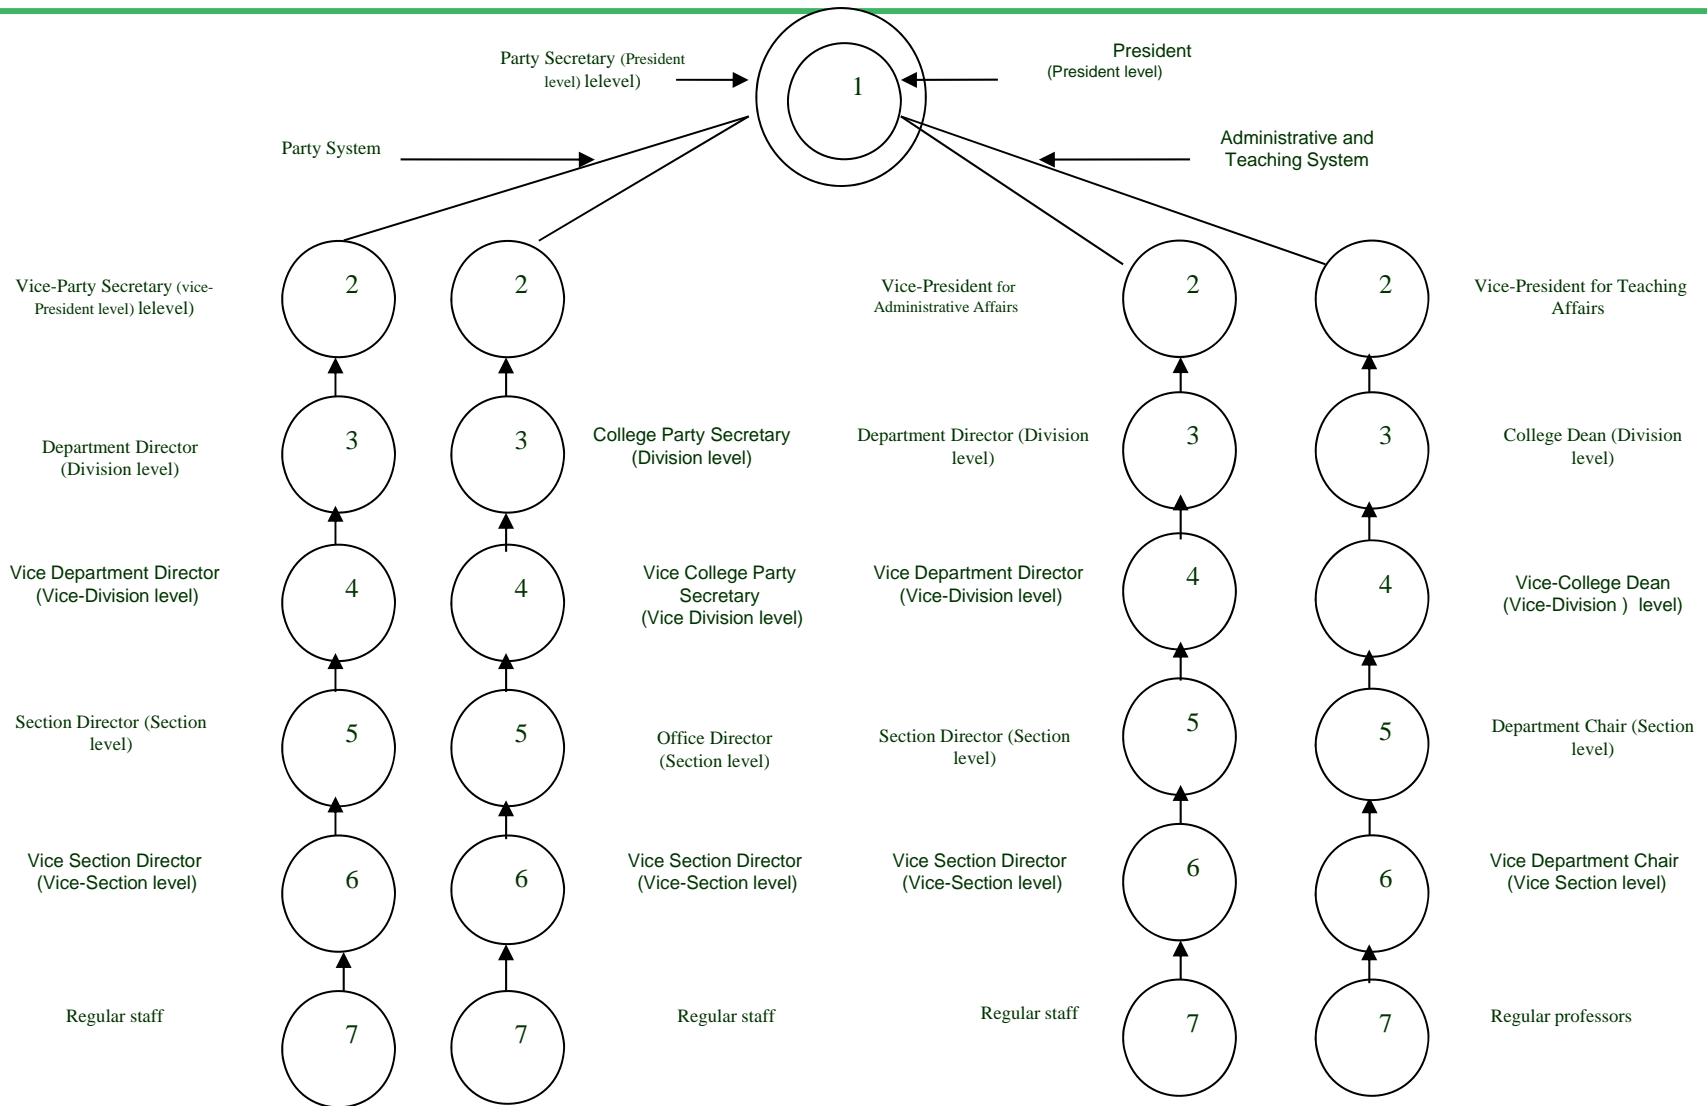 Party Secretary (President
level) lelevel)
1
President
(President level)
Party System
Administrative and
Teaching System
Vice-Party Secretary (vice-
President level) lelevel)
2
2
Vice-President for
Administrative Affairs
2
2
Vice-President for Teaching
Affairs
Department Director
(Division level)
3
3
College Party Secretary
(Division level)
Department Director (Division
level)
3
3
College Dean (Division
level)
Vice Department Director
(Vice-Division level)
4
4
Vice College Party
Secretary
(Vice Division level)
Vice Department Director
(Vice-Division level)
4
4
Vice-College Dean
(Vice-Division ) level)
Section Director (Section
level)
5
5
Office Director
(Section level)
Section Director (Section
level)
5
5
Department Chair (Section
level)
Vice Section Director
(Vice-Section level)
6
6
Vice Section Director
(Vice-Section level)
Vice Section Director
(Vice-Section level)
6
6
Vice Department Chair
(Vice Section level)
Regular staff
7
7
Regular staff
Regular staff
7
7
Regular professors